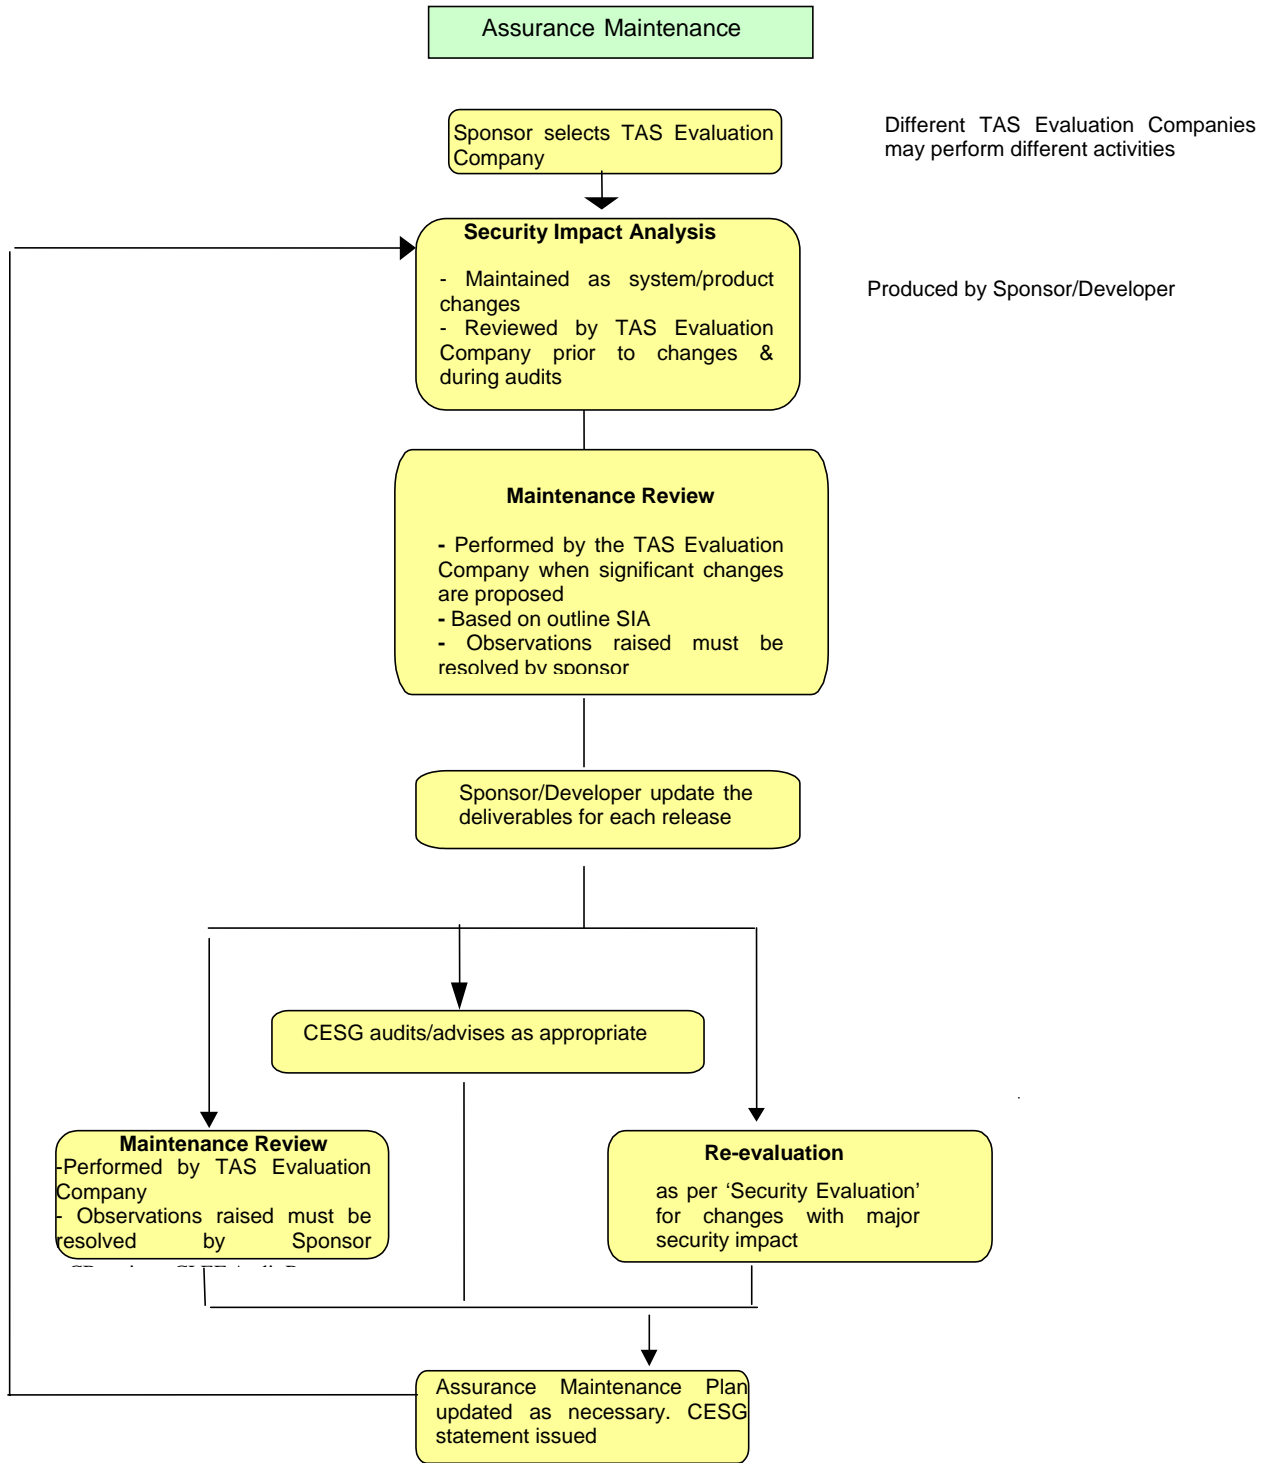 Assurance Maintenance
Sponsor selects TAS Evaluation
Company
Different TAS Evaluation Companies
may perform different activities
Security Impact Analysis
- Maintained as system/product
changes
- Reviewed by TAS Evaluation
Company prior to changes &
during audits
Produced by Sponsor/Developer
Maintenance Review
- Performed by the TAS Evaluation
Company when significant changes
are proposed
- Based on outline SIA
- Observations raised must be
resolved by sponsor
Sponsor/Developer update the
deliverables for each release
CESG audits/advises as appropriate
Maintenance Review
-Performed by TAS Evaluation
Company
- Observations raised must be
resolved by Sponsor
Re-evaluation
as per ‘Security Evaluation’
for changes with major
security impact
Assurance Maintenance Plan
updated as necessary. CESG
statement issued